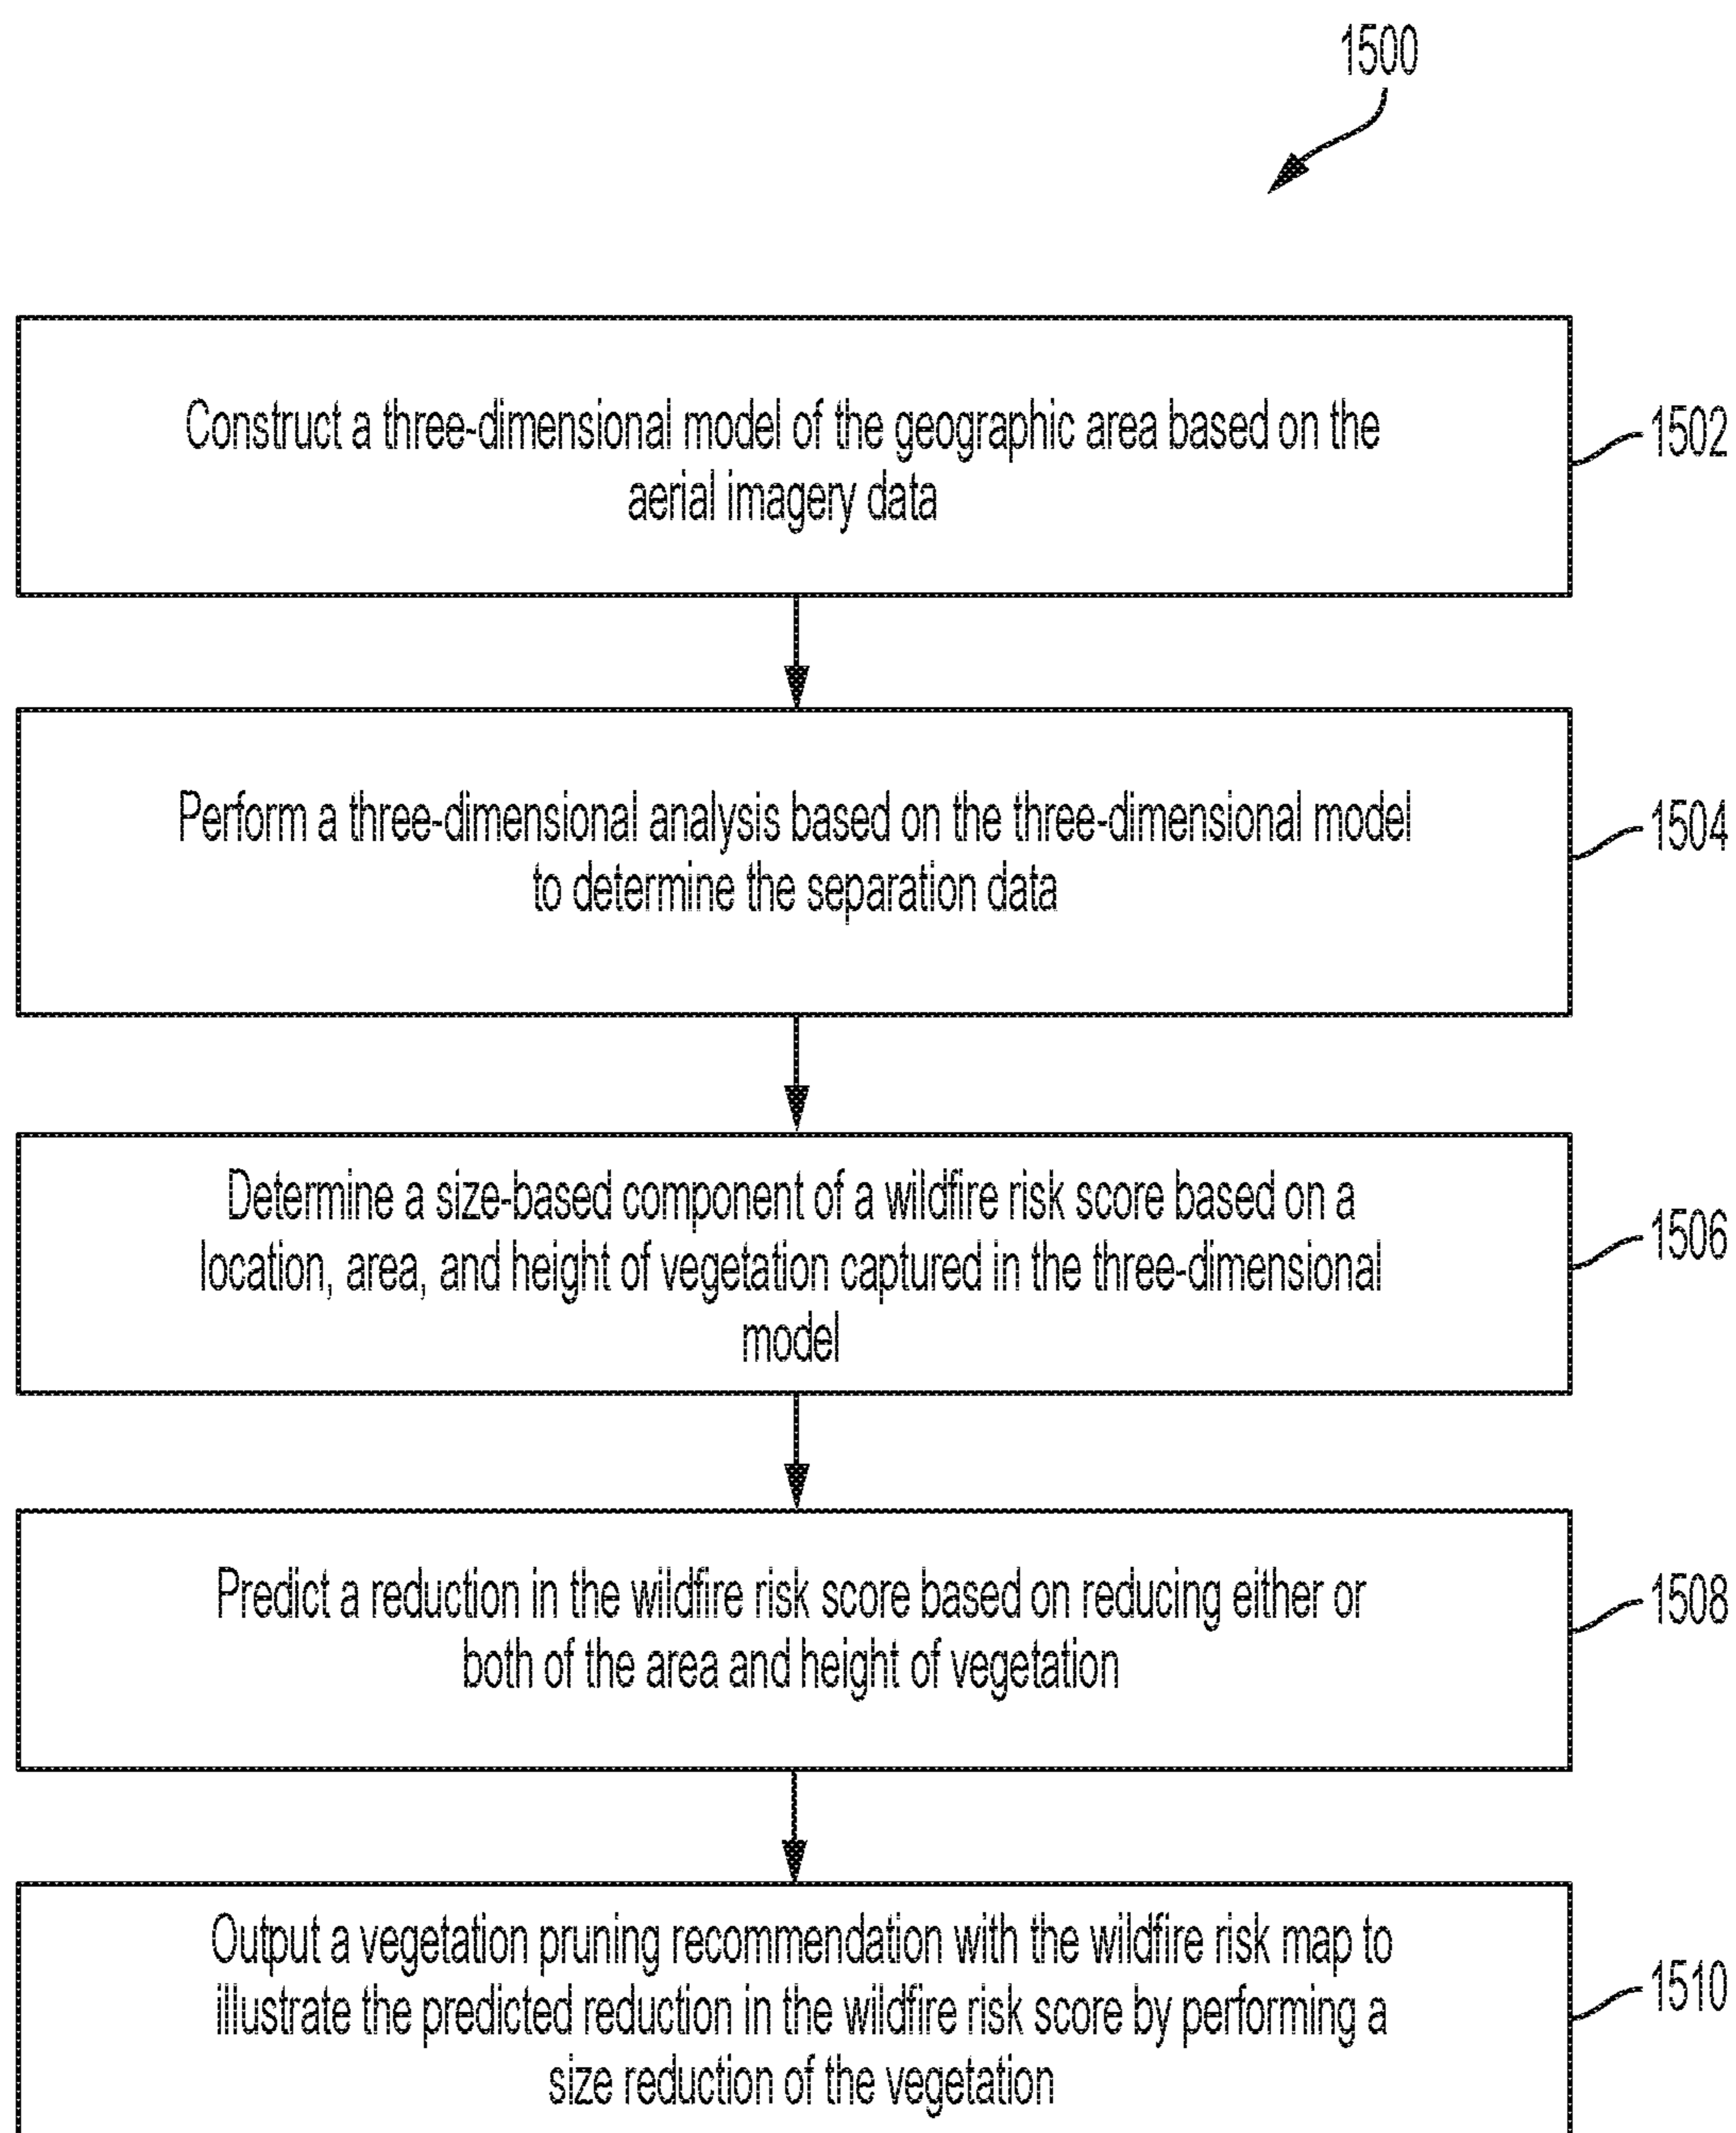 1500
Construct a three-dimensional model of the geographic area based on the
aerial imagery data
1502
Perform a three-dimensional analysis based on the three-dimensional model
to determine the separation data
1504
Determine a size-based component of a wildfire risk score based on a
location, area, and height of vegetation captured in the three-dimensional
model
1506
Predict a reduction in the wildfire risk score based on reducing either or
both of the area and height of vegetation
1508
Output a vegetation pruning recommendation with the wildfire risk map to
illustrate the predicted reduction in the wildfire risk score by performing a
size reduction of the vegetation
1510